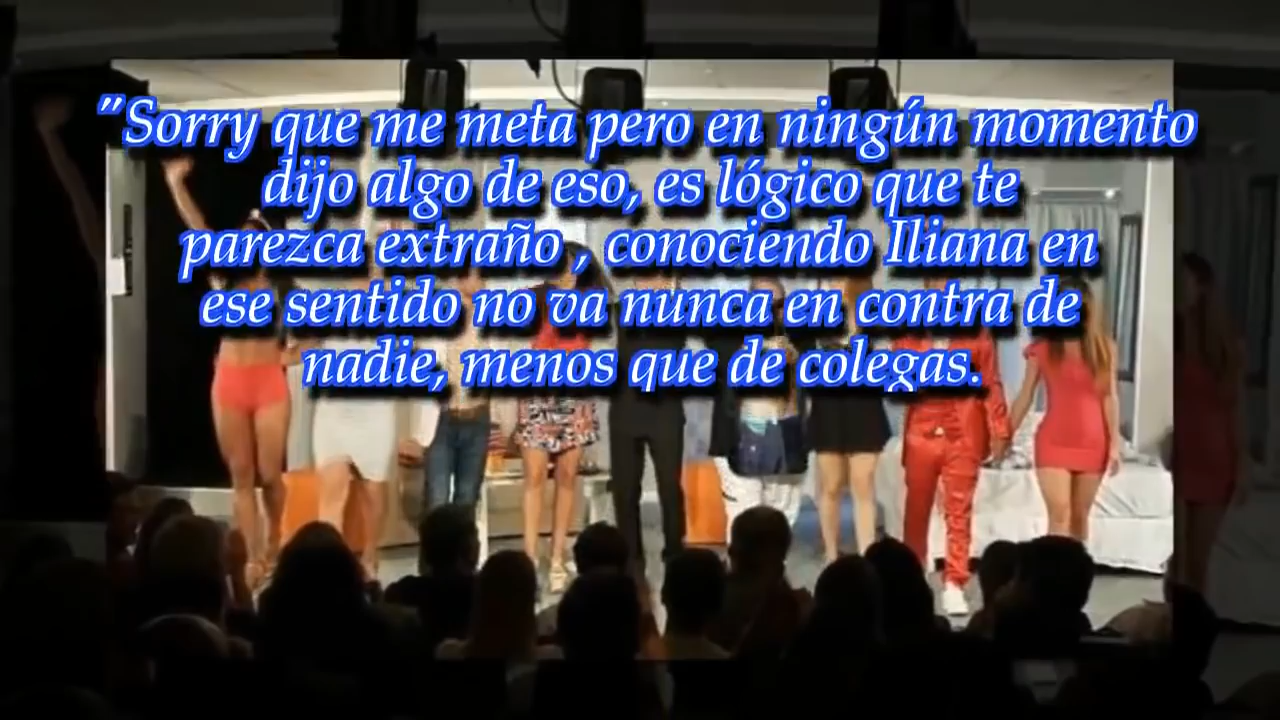 "Sorry que me meta pero en ningún momento
dijo algo de eso, es lógico que te
parezca extraño , conociendo Iliana en
ese sentido no va nunca en contra de
nadie, menos que de colegas.